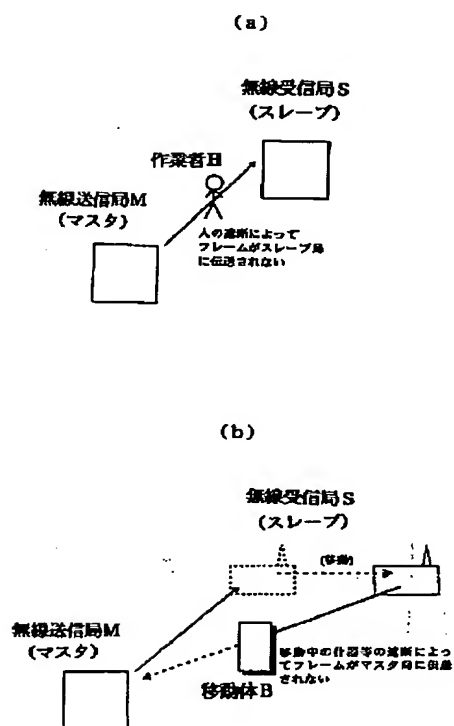 (a)
無線受信局S
(スレーブ)
作業者H
無線送信局M
(マスタ)
人の遮断によって
フレームがスレーブ局
に伝送されない
(b)
無線受信局S
(スレーブ)
(移動)
無線送信局M
(マスタ)
移動体B
移動中の什器等の遮断によっ
てフレームがマスタ局に伝送
されない